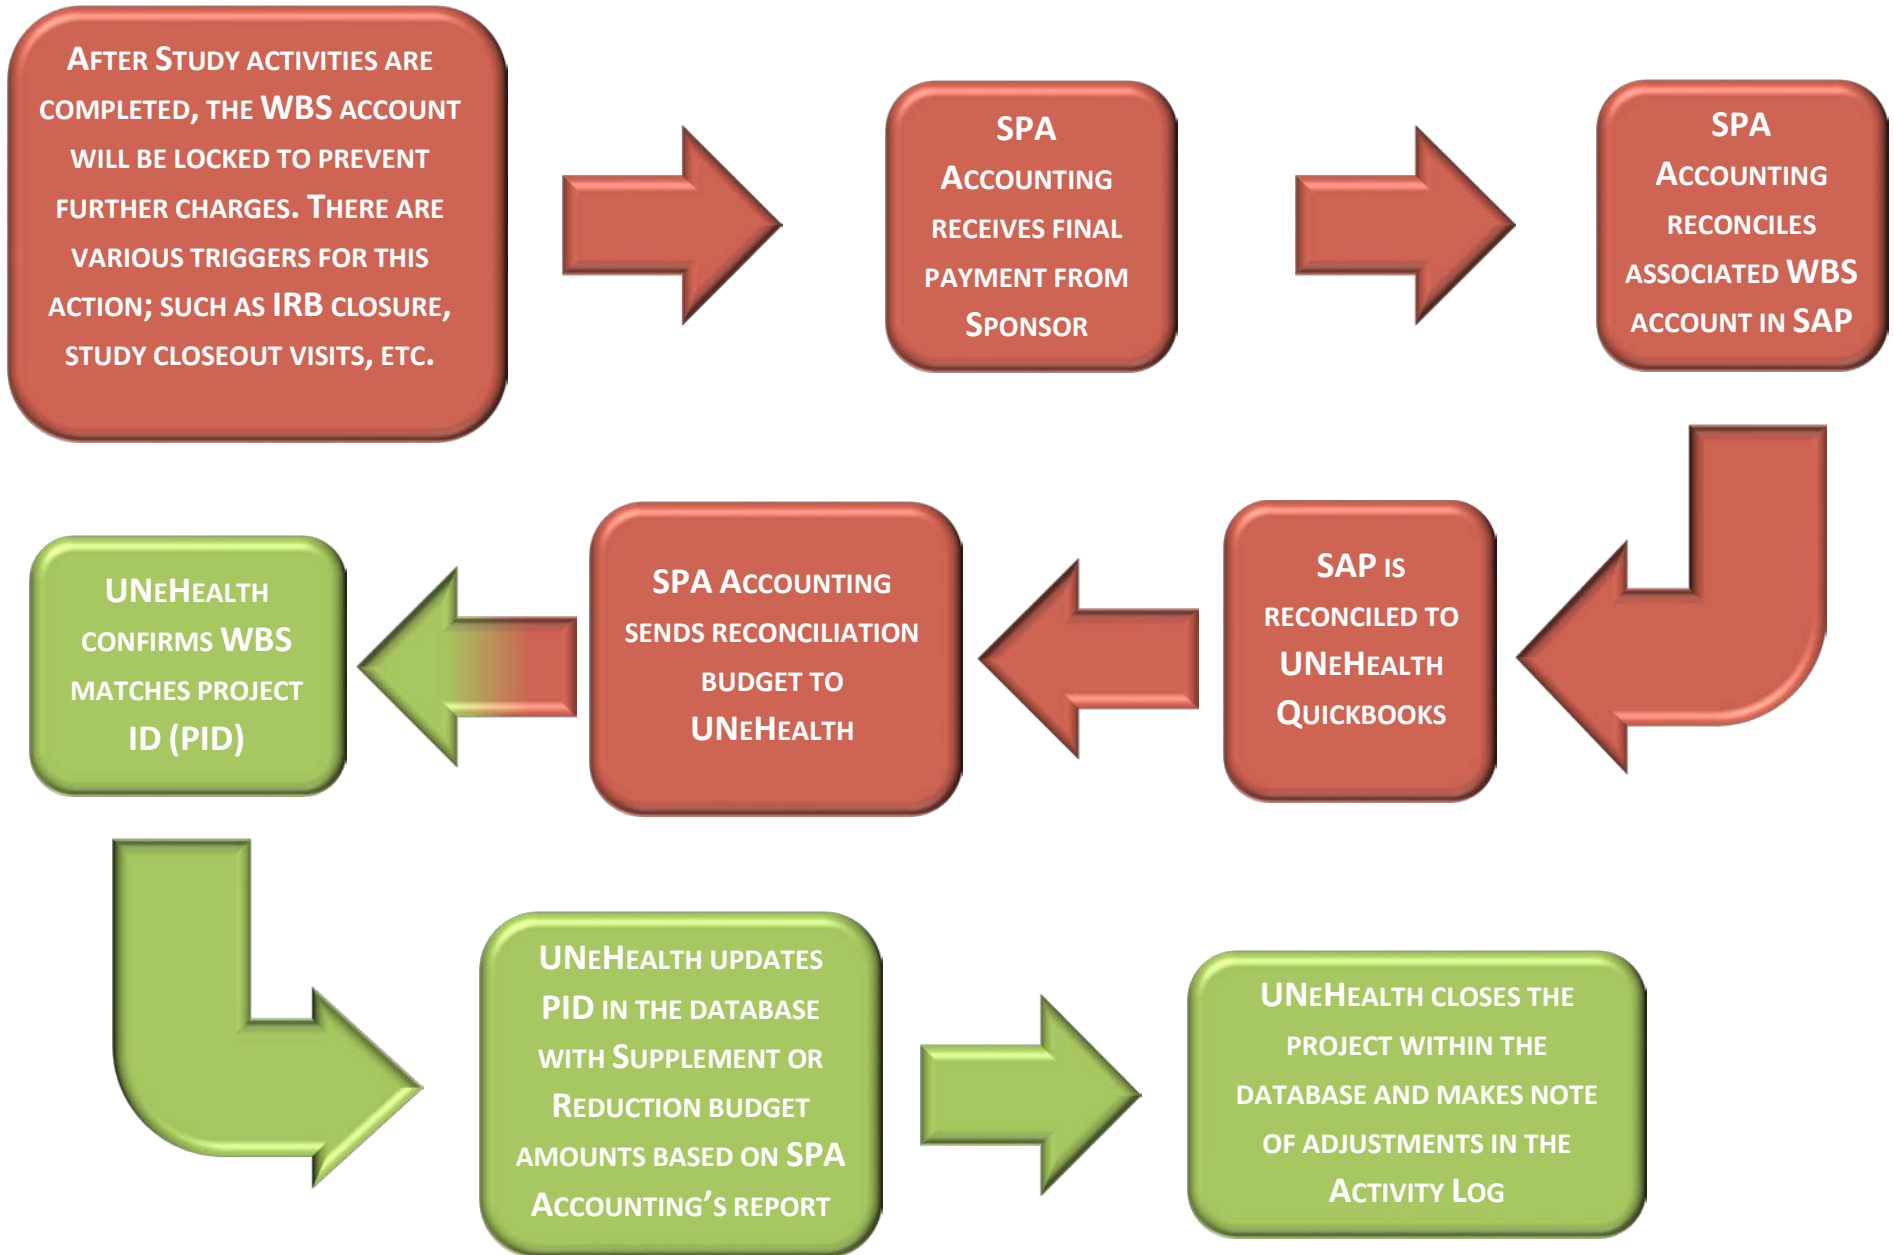 AFTER STUDY ACTIVITIES ARE
COMPLETED, THE WBS ACCOUNT
WILL BE LOCKED TO PREVENT
FURTHER CHARGES. THERE ARE
VARIOUS TRIGGERS FOR THIS
ACTION; SUCH AS IRB CLOSURE,
STUDY CLOSEOUT VISITS, ETC.
SPA
ACCOUNTING
RECEIVES FINAL
PAYMENT FROM
SPONSOR
SPA
ACCOUNTING
RECONCILES
ASSOCIATED WBS
ACCOUNT IN SAP
SAP IS
RECONCILED TO
UNEHEALTH
QUICKBOOKS
SPA ACCOUNTING
SENDS RECONCILIATION
BUDGET TO
UNEHEALTH
UNEHEALTH
CONFIRMS WBS
MATCHES PROJECT
ID (PID)
UNEHEALTH UPDATES
PID IN THE DATABASE
WITH SUPPLEMENT OR
REDUCTION BUDGET
AMOUNTS BASED ON SPA
ACCOUNTING’S REPORT
UNEHEALTH CLOSES THE
PROJECT WITHIN THE
DATABASE AND MAKES NOTE
OF ADJUSTMENTS IN THE
ACTIVITY LOG